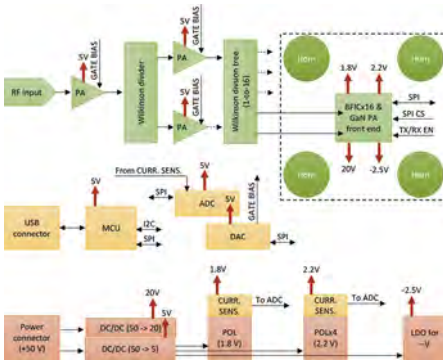 5V
GATE BIAS
RF input
PA
Wilkinson divider
5V
GATE BIAS
PA
5V
PA
Wilkinson division tree
(1-to-16)
1.8V
2.2V
BFICx16 &
GaN PA
front end
SPI
SPI CS
TX/RX EN
20V
-2.5V
From CURR. SENS.
5V
SPI
ADC
5V
GATE BIAS
DAC
SPI
5V
USB
connector
MCU
I2C
SPI
20V
5V
Power
connector
(+50 V)
DC/DC (50 -> 20)
DC/DC (50 -> 5)
1.8V
CURR.
SENS.
To ADC
POL
(1.8 V)
2.2V
CURR.
SENS.
To ADC
POLx4
(2.2 V)
-2.5V
LDO for
—V